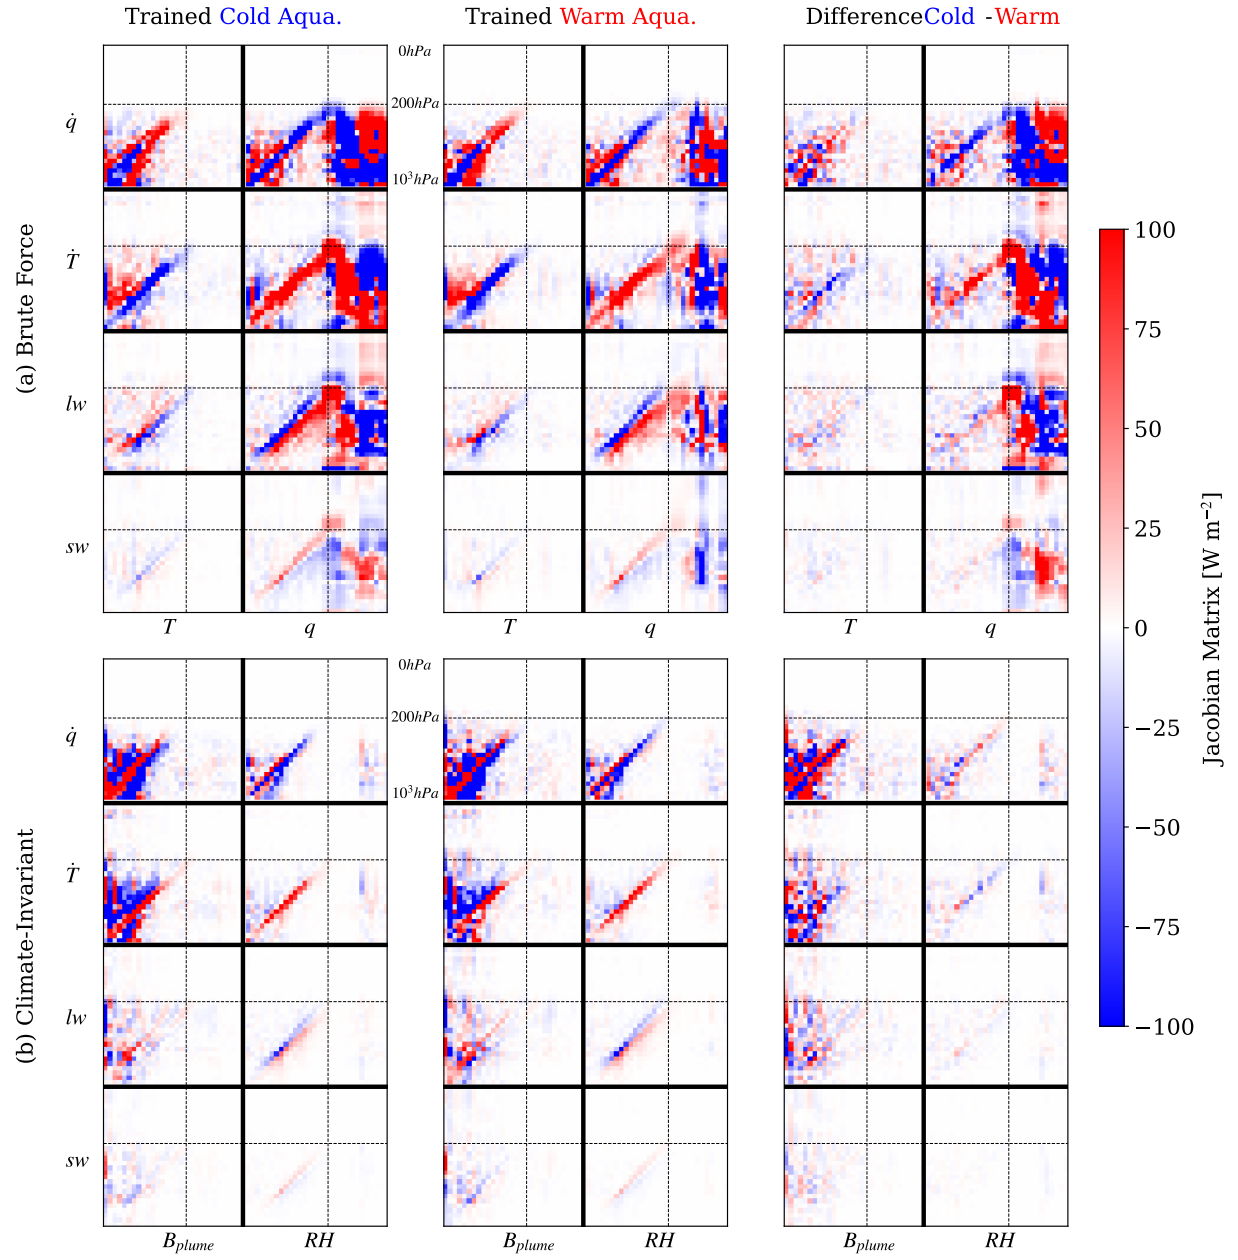 Trained Cold Aqua. Trained Warm Aqua. DifferenceCold -Warm
(a) Brute Force
0hPa
200hPa
10³hPa
q̇
Ṫ
lw
sw
T q T q T q
(b) Climate-Invariant
0hPa
200hPa
10³hPa
q̇
Ṫ
lw
sw
B_plume RH B_plume RH B_plume RH
100
75
50
25
0
−25
−50
−75
−100
Jacobian Matrix [W m⁻²]